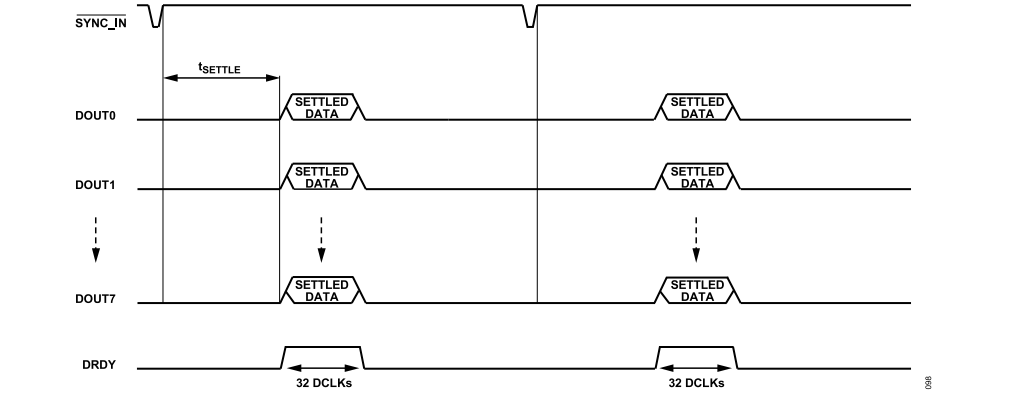 SYNC_IN
tSETTLE
DOUT0
SETTLED
DATA
SETTLED
DATA
DOUT1
SETTLED
DATA
SETTLED
DATA
DOUT7
SETTLED
DATA
SETTLED
DATA
DRDY
32 DCLKs
32 DCLKs
098